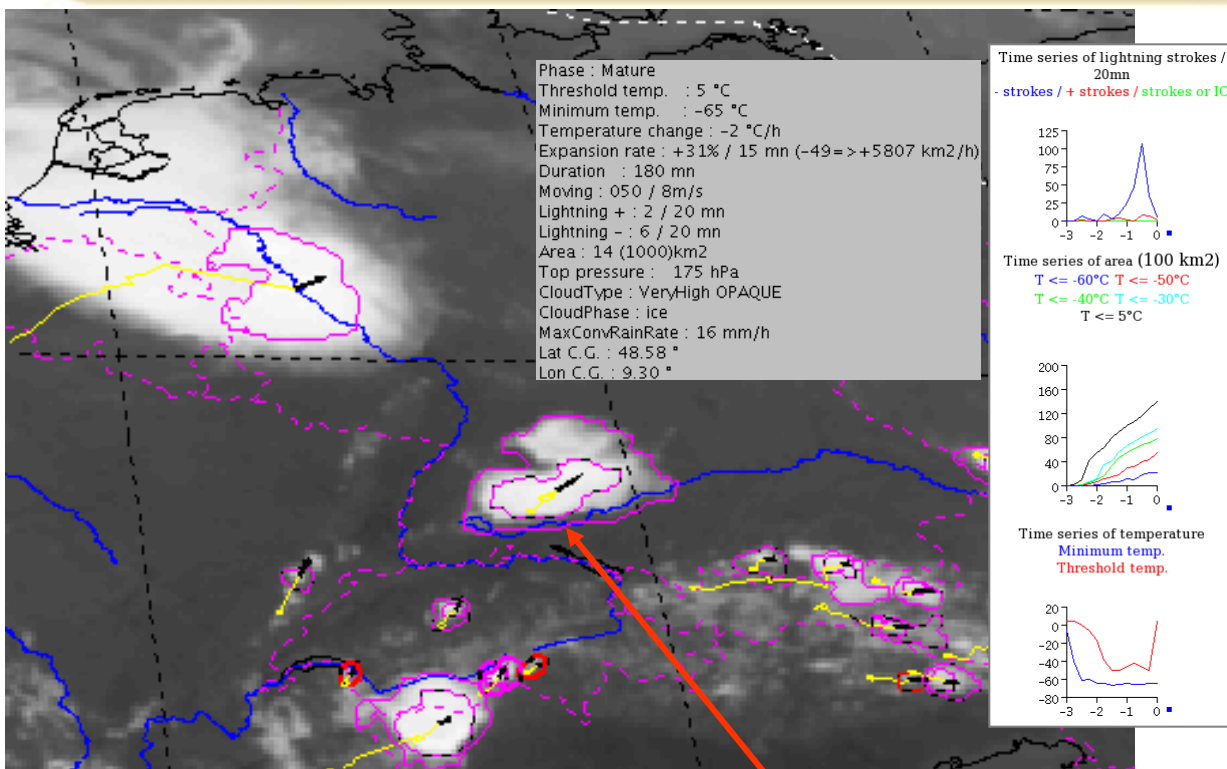 Phase : Mature
Threshold temp. : 5 °C
Minimum temp. : -65 °C
Temperature change : -2 °C/h
Expansion rate : +31% / 15 mn (-49=>+5807 km2/h)
Duration : 180 mn
Moving : 050 / 8m/s
Lightning + : 2 / 20 mn
Lightning - : 6 / 20 mn
Area : 14 (1000)km2
Top pressure : 175 hPa
CloudType : VeryHigh OPAQUE
CloudPhase : ice
MaxConvRainRate : 16 mm/h
Lat C.G. : 48.58 °
Lon C.G. : 9.30 °
Time series of lightning strokes /
20mn
- strokes / + strokes / strokes or IC
125
100
75
50
25
0
-3 -2 -1 0
Time series of area (100 km2)
T <= -60°C T <= -50°C
T <= -40°C T <= -30°C
T <= 5°C
200
160
120
80
40
0
-3 -2 -1 0
Time series of temperature
Minimum temp.
Threshold temp.
20
0
-20
-40
-60
-80
-3 -2 -1 0